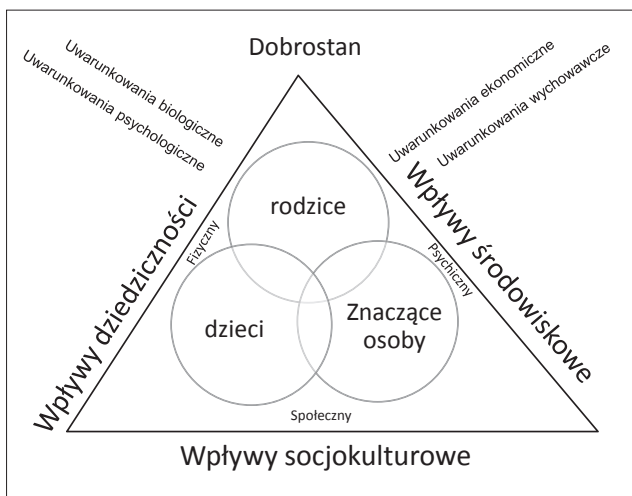 Dobrostan
Uwarunkowania biologiczne
Uwarunkowania psychologiczne
Uwarunkowania ekonomiczne
Uwarunkowania wychowawcze
Wpływy dziedziczności
Wpływy środowiskowe
Fizyczny
Psychiczny
rodzice
dzieci
Znaczące
osoby
Społeczny
Wpływy socjokulturowe